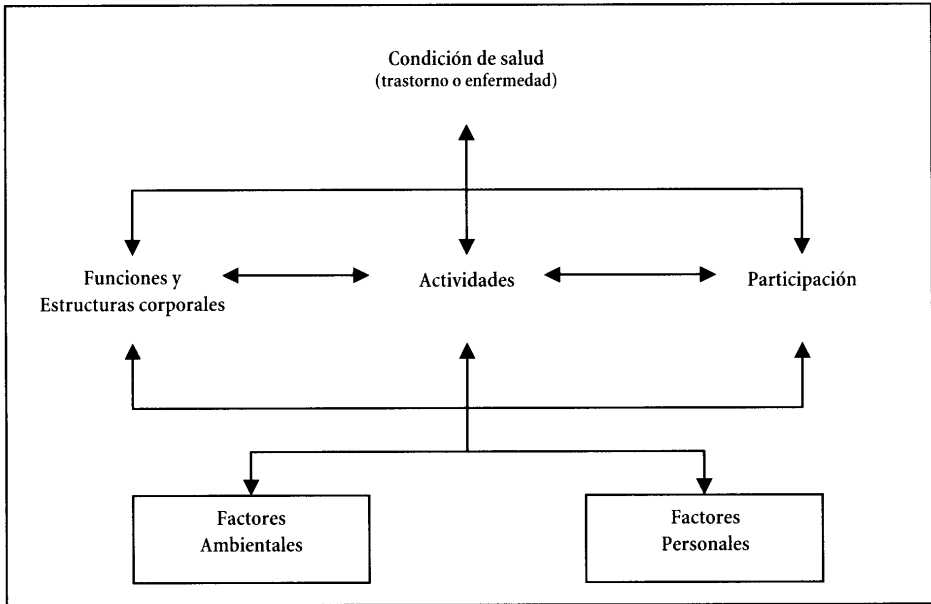 Condición de salud
(trastorno o enfermedad)
Funciones y
Estructuras corporales
Actividades
Participación
Factores
Ambientales
Factores
Personales